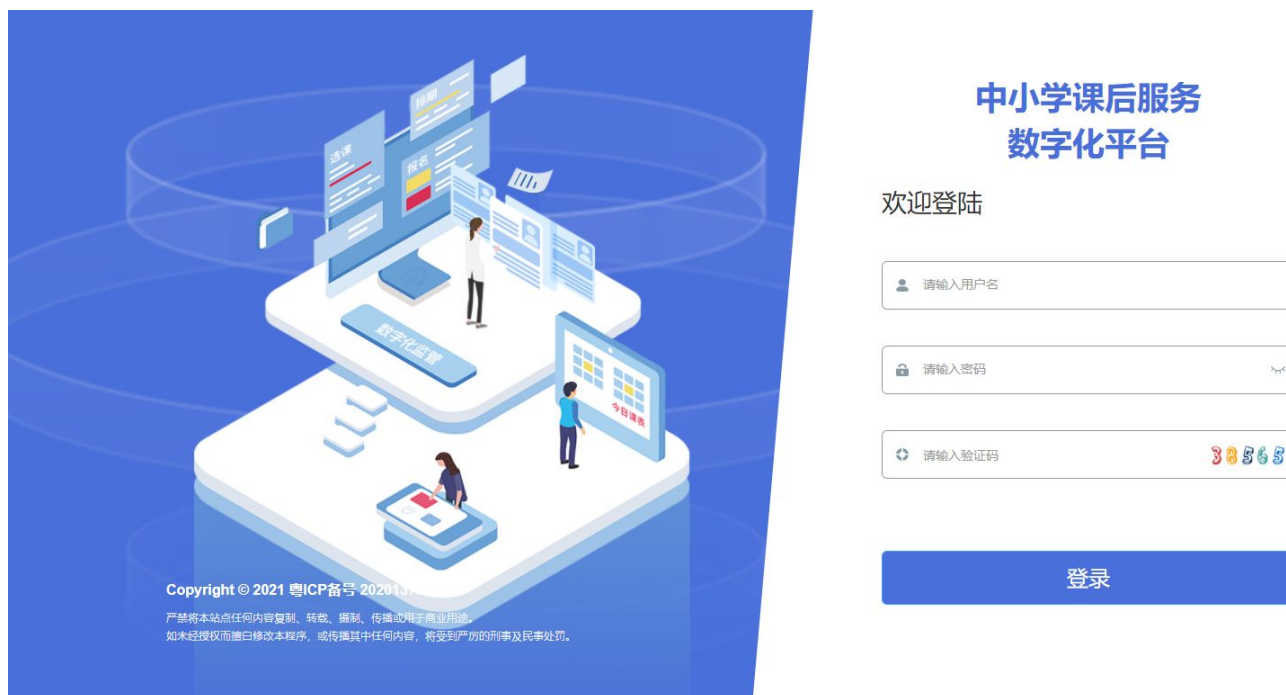 排期
选课
报名
数字化监管
今日课表
Copyright © 2021 粤ICP备号
严禁将本站点任何内容复制、转载、摄制、传播或用于商业用途。
如未经授权而擅自修改本程序，或传播其中任何内容，将受到严厉的刑事及民事处罚。
中小学课后服务
数字化平台
欢迎登陆
请输入用户名
请输入密码
请输入验证码
38565
登录